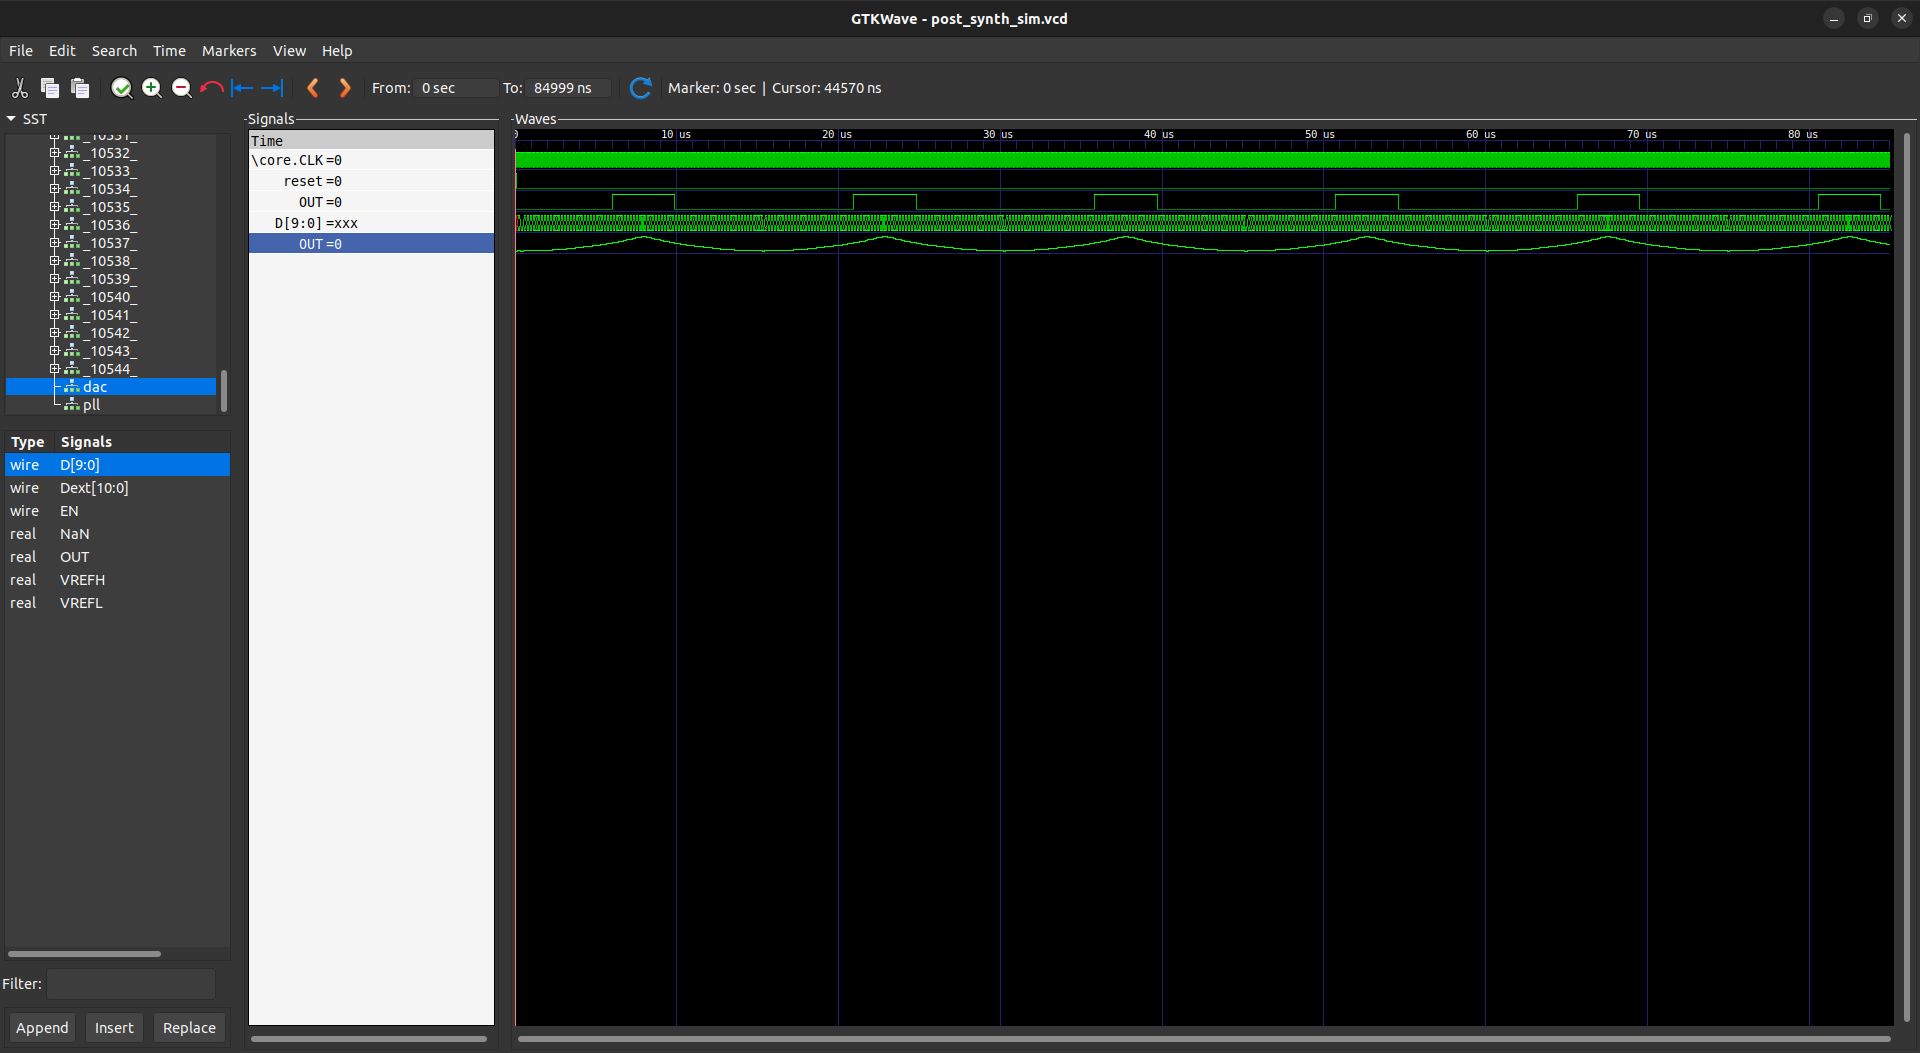 GTKWave - post_synth_sim.vcd
File Edit Search Time Markers View Help
From: 0 sec To: 84999 ns Marker: 0 sec | Cursor: 44570 ns
SST
_10531_
_10532_
_10533_
_10534_
_10535_
_10536_
_10537_
_10538_
_10539_
_10540_
_10541_
_10542_
_10543_
_10544_
dac
pll
Type Signals
wire D[9:0]
wire Dext[10:0]
wire EN
real NaN
real OUT
real VREFH
real VREFL
Filter:
Append Insert Replace
Signals
Time
\core.CLK=0
reset=0
OUT=0
D[9:0]=xxx
OUT=0
Waves
0 10 us 20 us 30 us 40 us 50 us 60 us 70 us 80 us